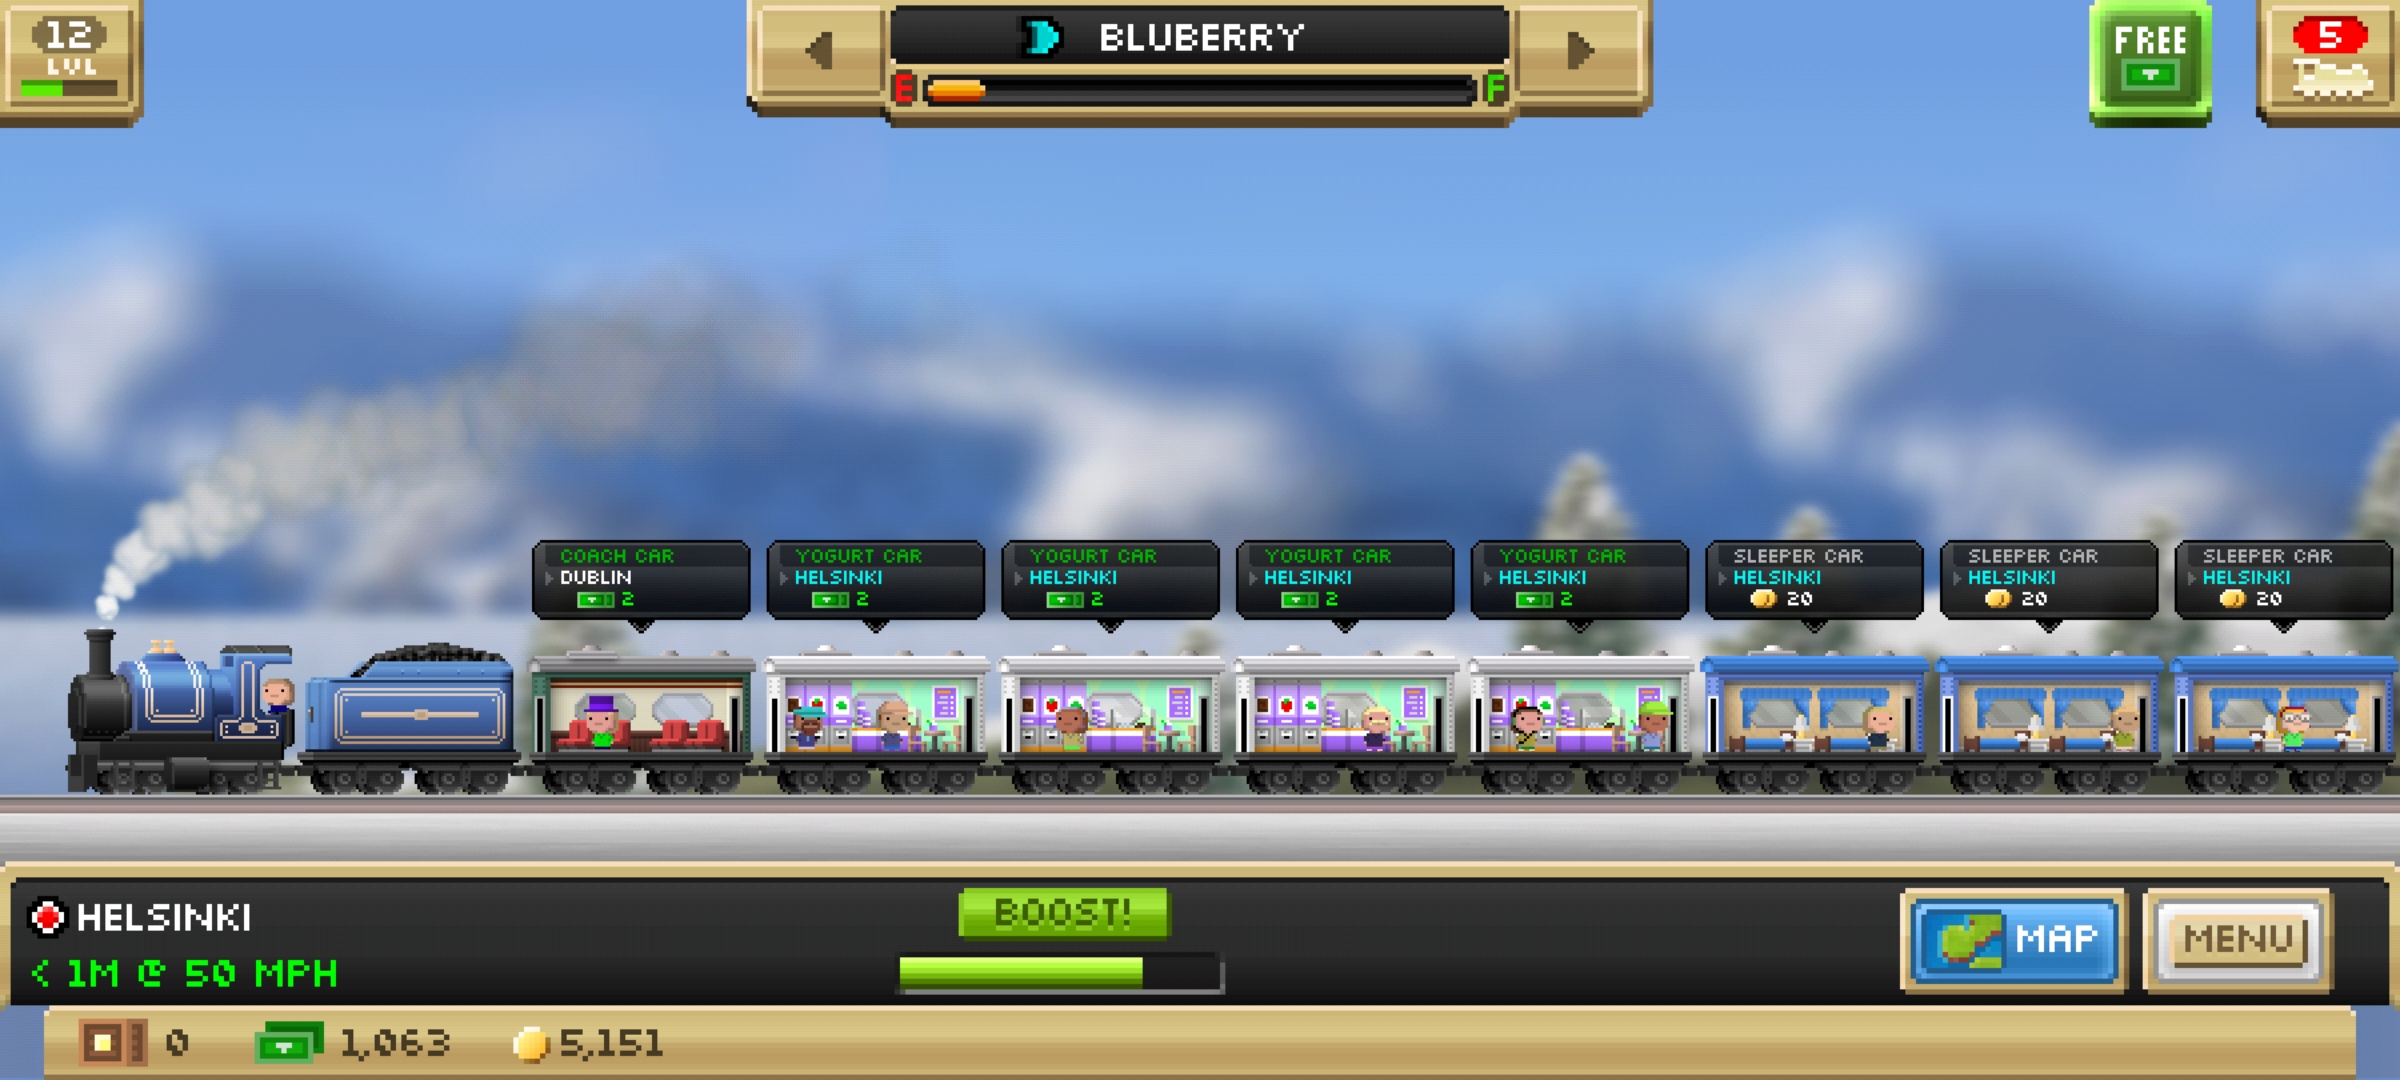 12
LVL
BLUBERRY
E F
FREE
5
COACH CAR
DUBLIN
2
YOGURT CAR
HELSINKI
2
YOGURT CAR
HELSINKI
2
YOGURT CAR
HELSINKI
2
YOGURT CAR
HELSINKI
2
SLEEPER CAR
HELSINKI
20
SLEEPER CAR
HELSINKI
20
SLEEPER CAR
HELSINKI
20
HELSINKI
< 1M @ 50 MPH
BOOST!
MAP
MENU
0
1,063
5,151